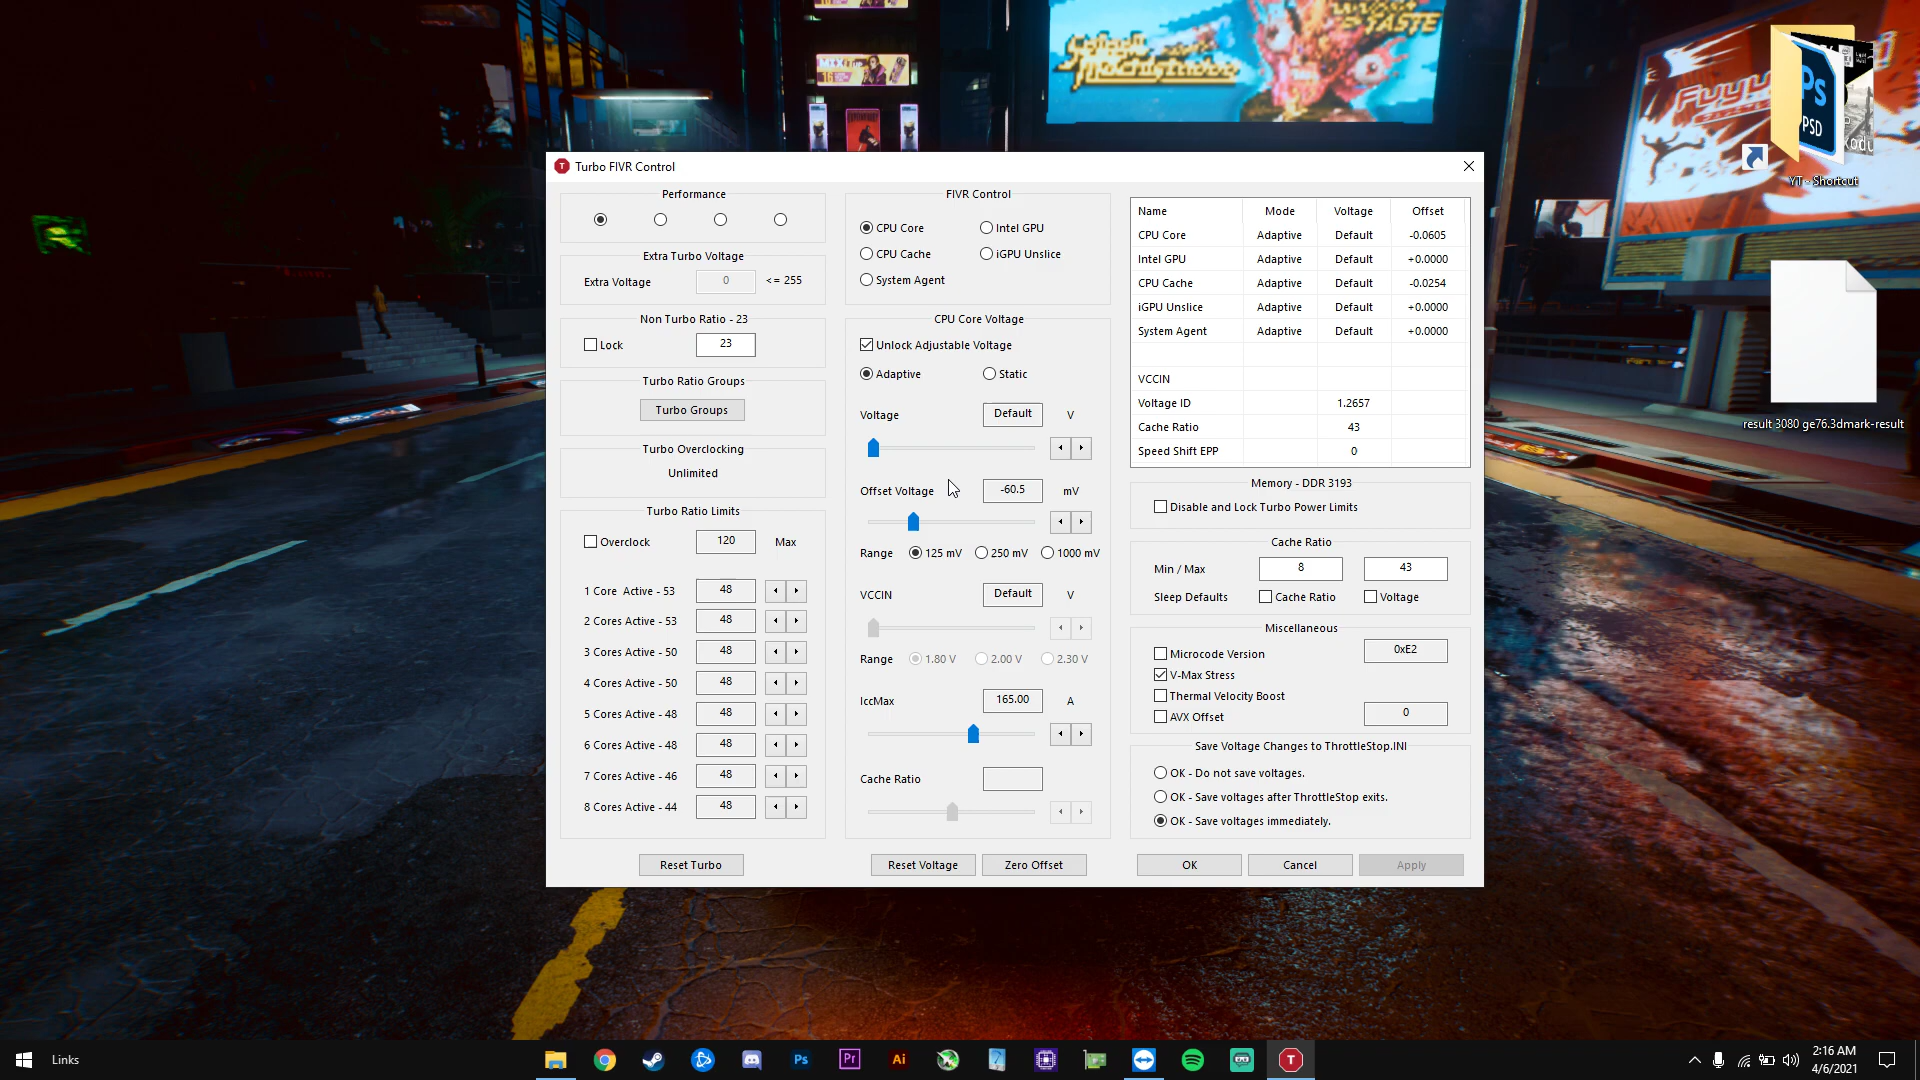 TASTE
MIX
16
Fuyu
Ps
PSD
xodu
YT - Shortcut
result 3080 ge76.3dmark-result
Turbo FIVR Control
Performance
Extra Turbo Voltage
Extra Voltage 0 <= 255
Non Turbo Ratio - 23
Lock 23
Turbo Ratio Groups
Turbo Groups
Turbo Overclocking
Unlimited
Turbo Ratio Limits
Overclock 120 Max
1 Core Active - 53 48
2 Cores Active - 53 48
3 Cores Active - 50 48
4 Cores Active - 50 48
5 Cores Active - 48 48
6 Cores Active - 48 48
7 Cores Active - 46 48
8 Cores Active - 44 48
Reset Turbo
FIVR Control
CPU Core Intel GPU
CPU Cache iGPU Unslice
System Agent
CPU Core Voltage
Unlock Adjustable Voltage
Adaptive Static
Voltage Default V
Offset Voltage -60.5 mV
Range 125 mV 250 mV 1000 mV
VCCIN Default V
Range 1.80 V 2.00 V 2.30 V
IccMax 165.00 A
Cache Ratio
Reset Voltage Zero Offset
Name Mode Voltage Offset
CPU Core Adaptive Default -0.0605
Intel GPU Adaptive Default +0.0000
CPU Cache Adaptive Default -0.0254
iGPU Unslice Adaptive Default +0.0000
System Agent Adaptive Default +0.0000
VCCIN
Voltage ID 1.2657
Cache Ratio 43
Speed Shift EPP 0
Memory - DDR 3193
Disable and Lock Turbo Power Limits
Cache Ratio
Min / Max 8 43
Sleep Defaults Cache Ratio Voltage
Miscellaneous
Microcode Version 0xE2
V-Max Stress
Thermal Velocity Boost
AVX Offset 0
Save Voltage Changes to ThrottleStop.INI
OK - Do not save voltages.
OK - Save voltages after ThrottleStop exits.
OK - Save voltages immediately.
OK Cancel Apply
Links
Ps
Pr
Ai
T
2:16 AM
4/6/2021